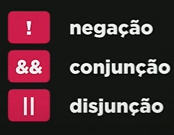 ! negação
&& conjunção
|| disjunção